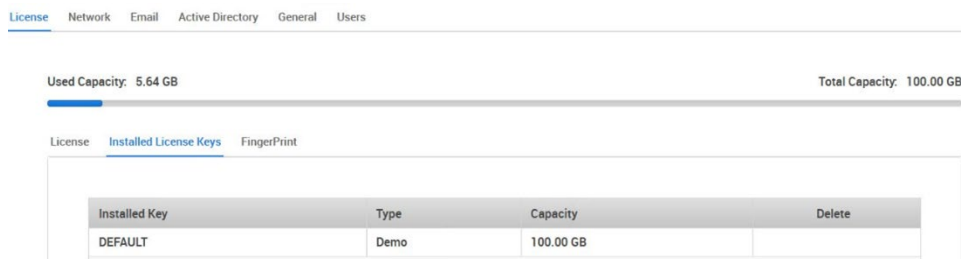 License Network Email Active Directory General Users
Used Capacity: 5.64 GB Total Capacity: 100.00 GB
License Installed License Keys FingerPrint
Installed Key Type Capacity Delete
DEFAULT Demo 100.00 GB